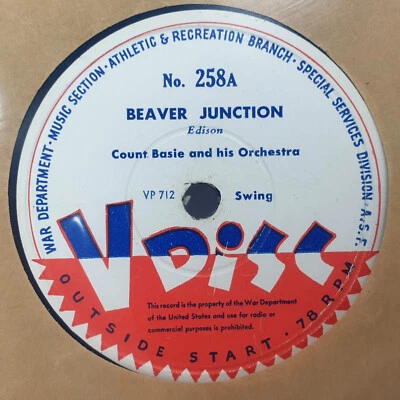 WAR DEPARTMENT · MUSIC SECTION · ATHLETIC & RECREATION BRANCH · SPECIAL SERVICES DIVISION, A.S.F.
No. 258A
BEAVER JUNCTION
Edison
Count Basie and his Orchestra
VP 712 Swing
V Disc
This record is the property of the War Department
of the United States and use for radio or
commercial purposes is prohibited.
OUTSIDE START · 78 RPM